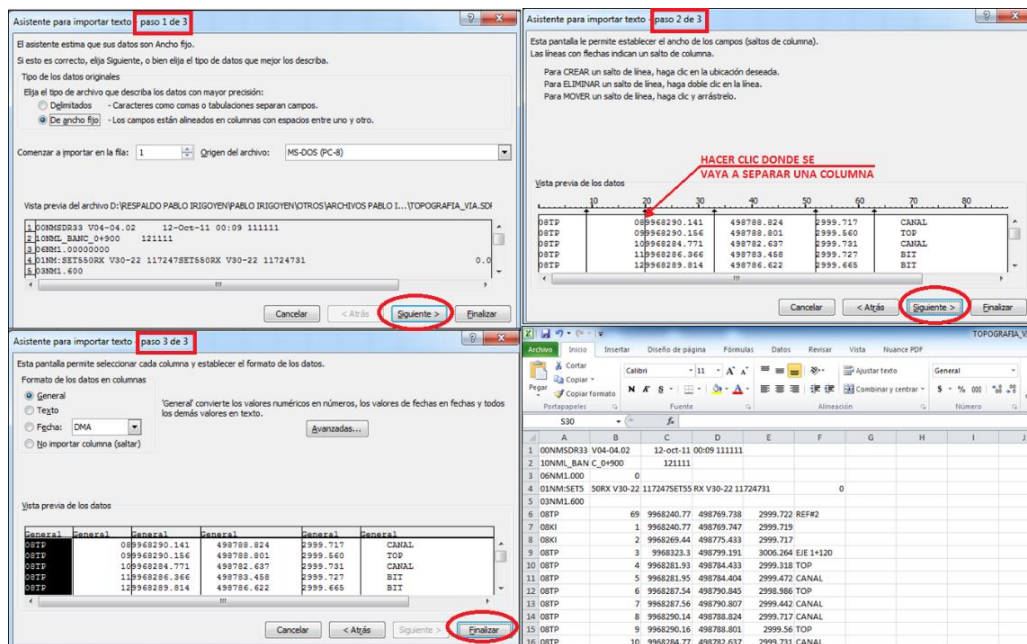 Asistente para importar texto - paso 1 de 3
El asistente estima que sus datos son Ancho fijo.
Si esto es correcto, elija Siguiente, o bien elija el tipo de datos que mejor los describa.
Tipo de los datos originales
Elija el tipo de archivo que describa los datos con mayor precisión:
Delimitados - Caracteres como comas o tabulaciones separan campos.
De ancho fijo - Los campos están alineados en columnas con espacios entre uno y otro.
Comenzar a importar en la fila: 1 Origen del archivo: MS-DOS (PC-8)
Vista previa del archivo D:\RESPALDO PABLO IRIGOYEN\PABLO IRIGOYEN\OTROS\ARCHIVOS PABLO I...\TOPOGRAFIA_VIA.SDF
1 00NMSDR33 V04-04.02 12-Oct-11 00:09 111111
2 10NML_BANC_0+900 121111
3 06NM1.00000000
4 01NM:SET550RX V30-22 117247SET550RX V30-22 11724731 0.0
5 03NM1.600
Cancelar < Atrás Siguiente > Finalizar
Asistente para importar texto - paso 2 de 3
Esta pantalla le permite establecer el ancho de los campos (saltos de columna).
Las líneas con flechas indican un salto de columna.
Para CREAR un salto de línea, haga clic en la ubicación deseada.
Para ELIMINAR un salto de línea, haga doble clic en la línea.
Para MOVER un salto de línea, haga clic y arrástrelo.
HACER CLIC DONDE SE
VAYA A SEPARAR UNA COLUMNA
Vista previa de los datos
10 20 30 40 50 60 70 80
08TP 089968290.141 498788.824 2999.717 CANAL
08TP 099968290.156 498788.801 2999.560 TOP
08TP 109968284.771 498782.637 2999.731 CANAL
08TP 119968286.366 498783.458 2999.727 BIT
08TP 129968289.814 498786.622 2999.665 BIT
Cancelar < Atrás Siguiente > Finalizar
Asistente para importar texto - paso 3 de 3
Esta pantalla permite seleccionar cada columna y establecer el formato de los datos.
Formato de los datos en columnas
General
Texto
Fecha: DMA
No importar columna (saltar)
'General' convierte los valores numéricos en números, los valores de fechas en fechas y todos
los demás valores en texto.
Avanzadas...
Vista previa de los datos
General General General General General General
08TP 089968290.141 498788.824 2999.717 CANAL
08TP 099968290.156 498788.801 2999.560 TOP
08TP 109968284.771 498782.637 2999.731 CANAL
08TP 119968286.366 498783.458 2999.727 BIT
08TP 129968289.814 498786.622 2999.665 BIT
Cancelar < Atrás Siguiente > Finalizar
TOPOGRAFIA_VI
Archivo Inicio Insertar Diseño de página Fórmulas Datos Revisar Vista Nuance PDF
Cortar
Copiar
Copiar formato
Pegar
Portapapeles
Calibri 11 A A
N K S
Fuente
Ajustar texto
Combinar y centrar
Alineación
General
$ % 000
Número
S30 fx
A B C D E F G H I J
1 00NMSDR33 V04-04.02 12-oct-11 00:09 111111
2 10NML_BAN C_0+900 121111
3 06NM1.000 0
4 01NM:SET5 50RX V30-22 117247SET55 RX V30-22 11724731 0
5 03NM1.600
6 08TP 69 9968240.77 498769.738 2999.722 REF#2
7 08KI 1 9968240.77 498769.747 2999.719
8 08KI 2 9968269.44 498775.433 2999.717
9 08TP 3 9968323.3 498799.191 3006.264 EJE 1+120
10 08TP 4 9968281.93 498784.433 2999.318 TOP
11 08TP 5 9968281.95 498784.404 2999.472 CANAL
12 08TP 6 9968287.54 498790.845 2998.986 TOP
13 08TP 7 9968287.56 498790.807 2999.442 CANAL
14 08TP 8 9968290.14 498788.824 2999.717 CANAL
15 08TP 9 9968290.16 498788.801 2999.56 TOP
16 08TP 10 9968284.77 498782.637 2999.731 CANAL